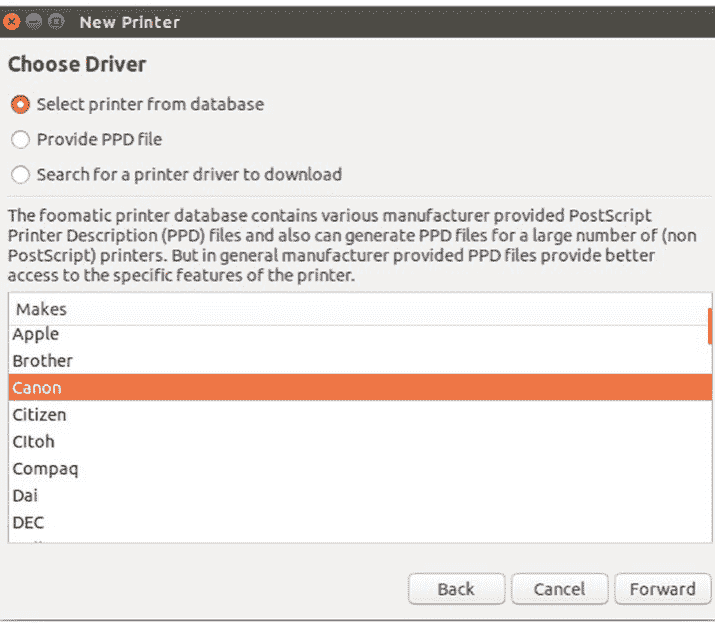 New Printer
Choose Driver
Select printer from database
Provide PPD file
Search for a printer driver to download
The foomatic printer database contains various manufacturer provided PostScript
Printer Description (PPD) files and also can generate PPD files for a large number of (non
PostScript) printers. But in general manufacturer provided PPD files provide better
access to the specific features of the printer.
Makes
Apple
Brother
Canon
Citizen
CItoh
Compaq
Dai
DEC
Back
Cancel
Forward